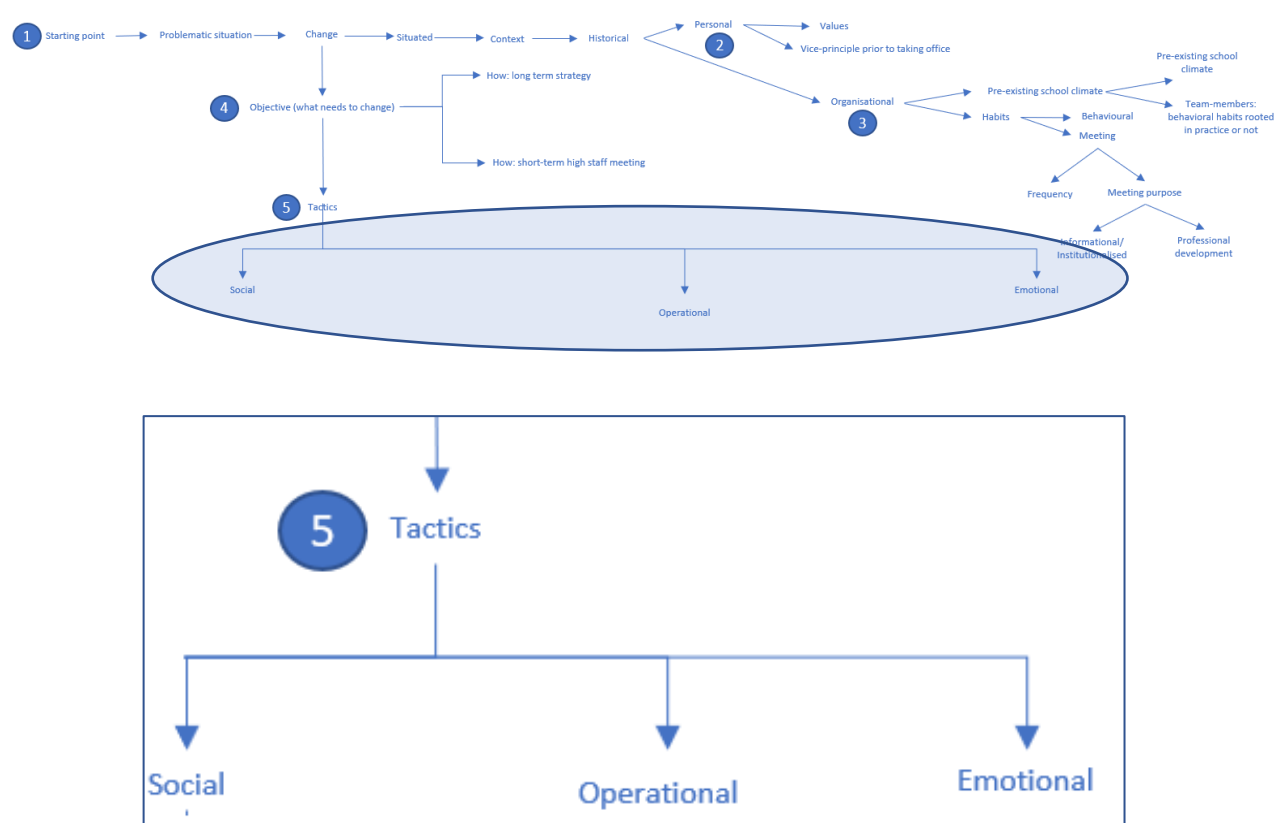 1 Starting point
Problematic situation
Change
Situated
Context
Historical
Personal
2
Values
Vice-principle prior to taking office
Organisational
3
Pre-existing school climate
Pre-existing school
climate
Team-members:
behavioral habits rooted
in practice or not
Habits
Behavioural
Meeting
Frequency
Meeting purpose
Informational/
Institutionalised
Professional
development
4 Objective (what needs to change)
How: long term strategy
How: short-term high staff meeting
5 Tactics
Social
Operational
Emotional
5 Tactics
Social
Operational
Emotional